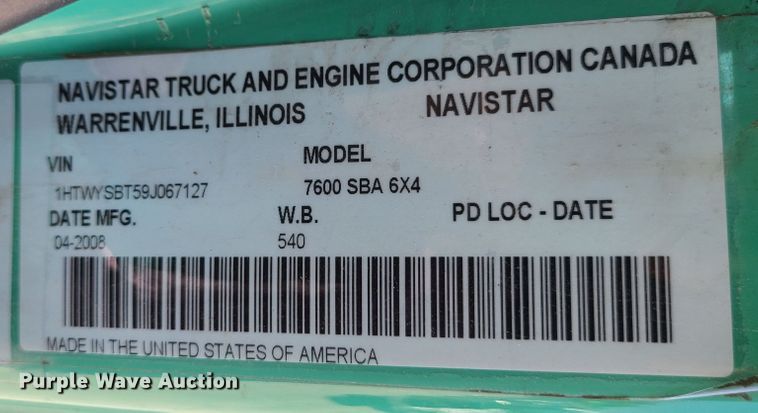 NAVISTAR TRUCK AND ENGINE CORPORATION CANADA
WARRENVILLE, ILLINOIS NAVISTAR
VIN MODEL
1HTWYSBT59J067127 7600 SBA 6X4
DATE MFG. W.B. PD LOC - DATE
04-2008 540
MADE IN THE UNITED STATES OF AMERICA
Purple Wave Auction